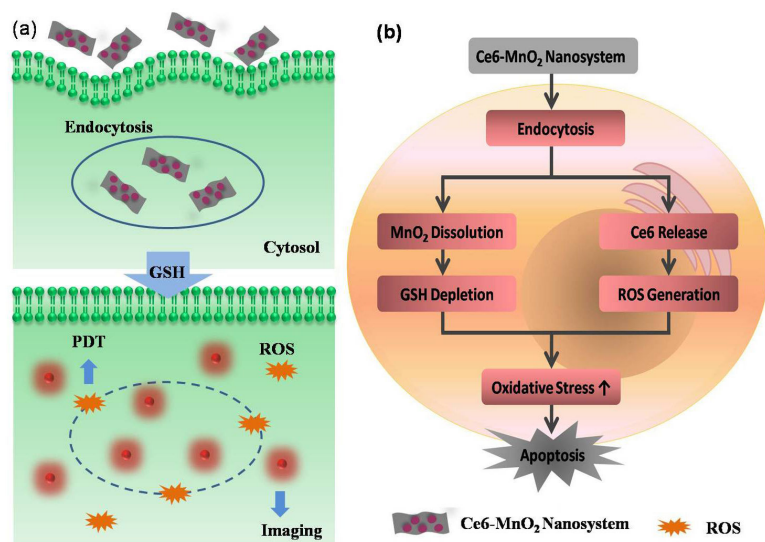 (a)
Endocytosis
Cytosol
GSH
PDT
ROS
Imaging
(b)
Ce6-MnO₂ Nanosystem
Endocytosis
MnO₂ Dissolution
Ce6 Release
GSH Depletion
ROS Generation
Oxidative Stress ↑
Apoptosis
Ce6-MnO₂ Nanosystem
ROS